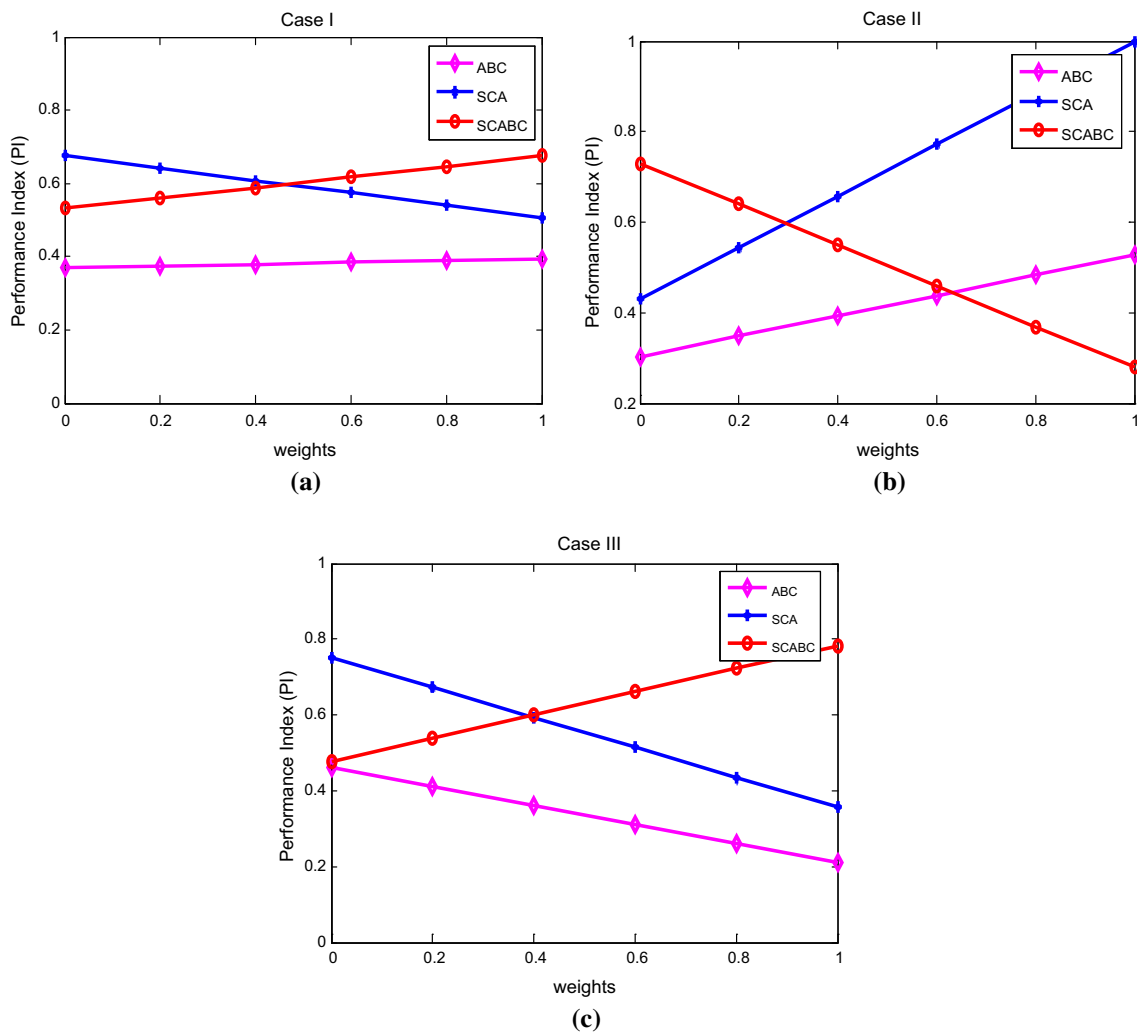 Case I
1
0.8
0.6
0.4
0.2
0
Performance Index (PI)
ABC
SCA
SCABC
0 0.2 0.4 0.6 0.8 1
weights
(a)
Case II
1
0.8
0.6
0.4
0.2
Performance Index (PI)
ABC
SCA
SCABC
0 0.2 0.4 0.6 0.8 1
weights
(b)
Case III
1
0.8
0.6
0.4
0.2
0
Performance Index (PI)
ABC
SCA
SCABC
0 0.2 0.4 0.6 0.8 1
weights
(c)